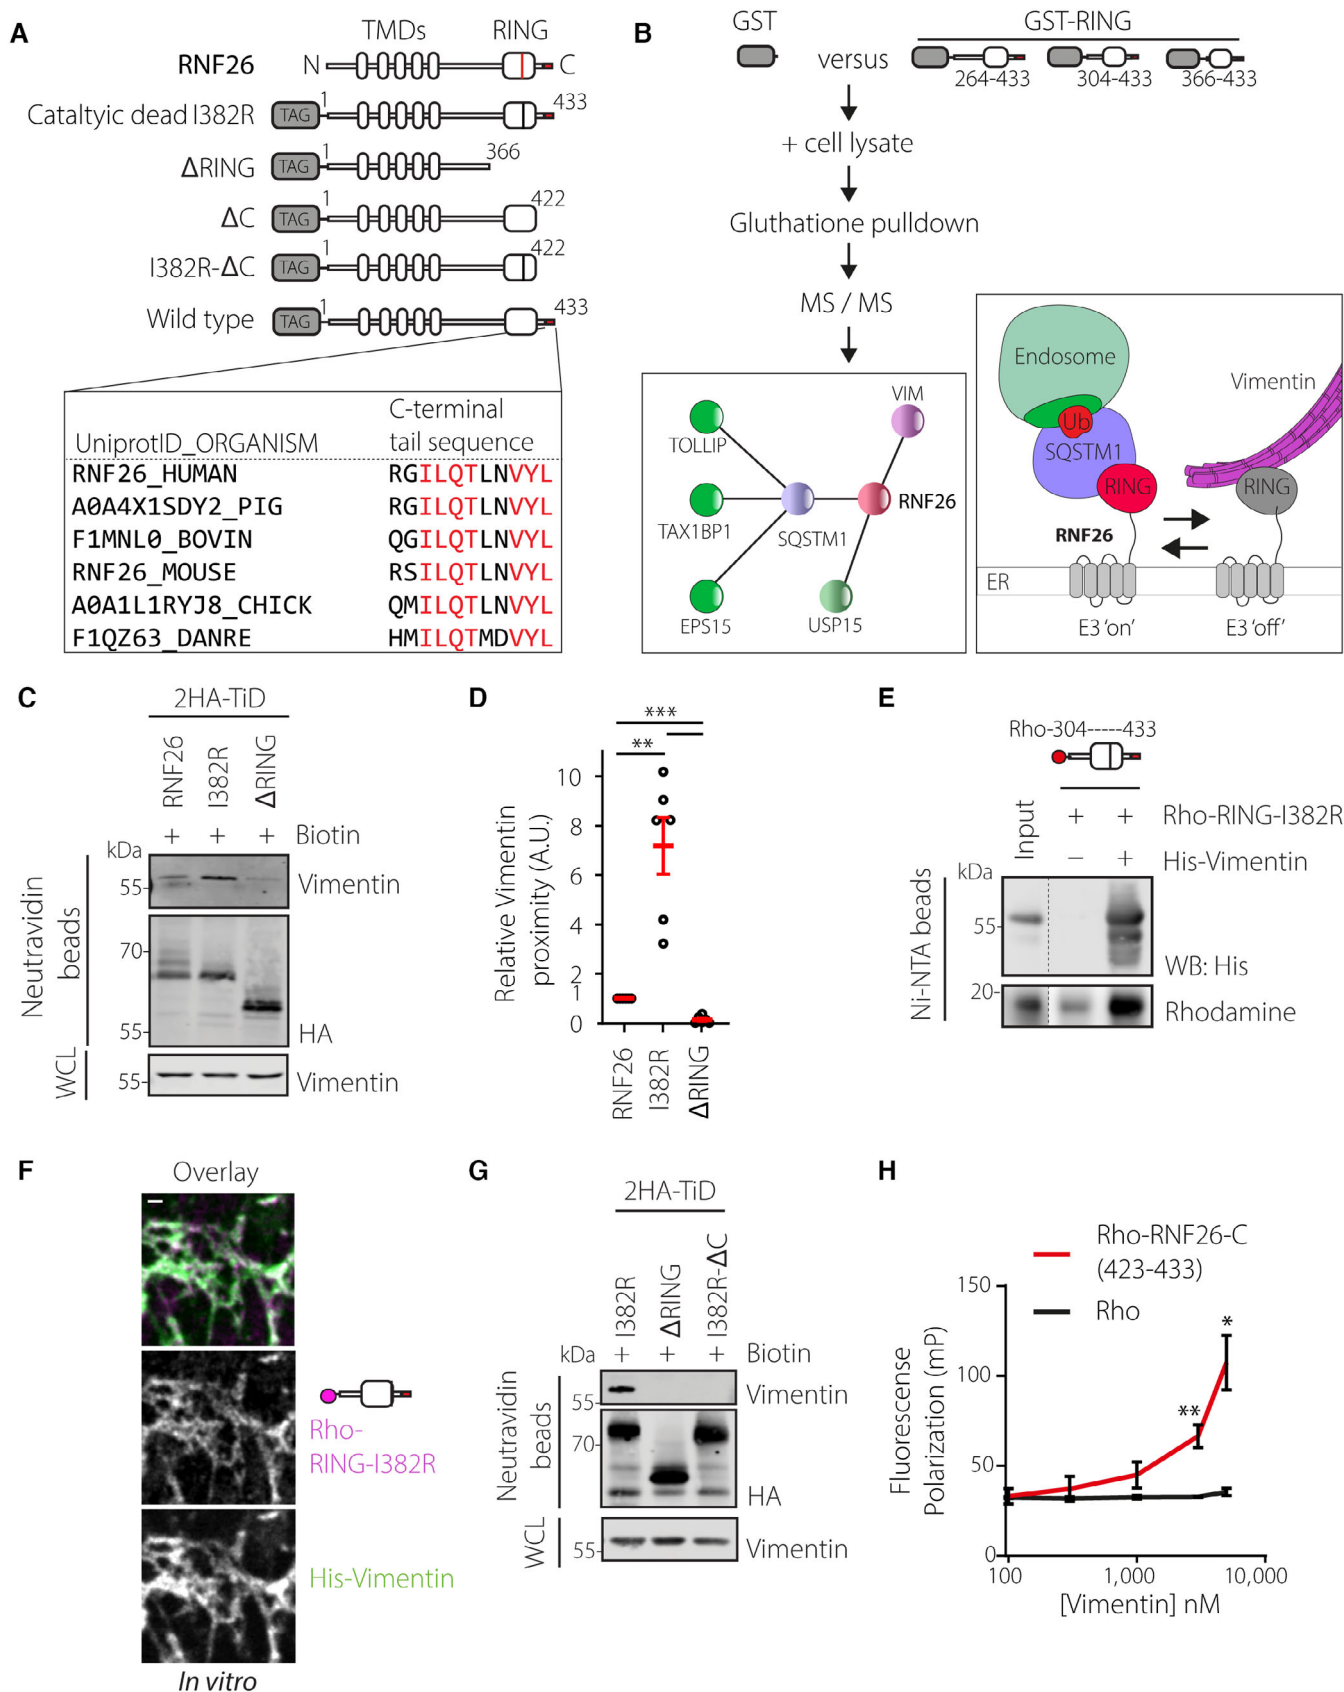 A
TMDs RING
RNF26 N C
Cataltyic dead I382R TAG 1 433
ΔRING TAG 1 366
ΔC TAG 1 422
I382R-ΔC TAG 1 422
Wild type TAG 1 433
C-terminal
UniprotID_ORGANISM tail sequence
RNF26_HUMAN RGILQTLNVYL
A0A4X1SDY2_PIG RGILQTLNVYL
F1MNL0_BOVIN QGILQTLNVYL
RNF26_MOUSE RSILQTLNVYL
A0A1L1RYJ8_CHICK QMILQTLNVYL
F1QZ63_DANRE HMILQTMDVYL
B
GST GST-RING
versus
264-433 304-433 366-433
+ cell lysate
Gluthatione pulldown
MS / MS
VIM
TOLLIP
RNF26
TAX1BP1 SQSTM1
EPS15 USP15
Endosome
Vimentin
Ub
SQSTM1
RING RING
RNF26
ER
E3 'on' E3 'off'
C
2HA-TiD
RNF26 I382R ΔRING
+ + + Biotin
kDa
55- Vimentin
Neutravidin
beads
70-
55- HA
WCL
55- Vimentin
D
***
**
Relative Vimentin
proximity (A.U.)
10
8
6
4
2
1
0
RNF26 I382R ΔRING
E
Rho-304-----433
Input + + Rho-RING-I382R
− + His-Vimentin
kDa
Ni-NTA beads
55-
WB: His
20-
Rhodamine
F
Overlay
Rho-
RING-I382R
His-Vimentin
In vitro
G
2HA-TiD
I382R ΔRING I382R-ΔC
kDa + + + Biotin
55- Vimentin
Neutravidin
beads
70-
HA
WCL
55- Vimentin
H
Rho-RNF26-C
(423-433)
Rho
Fluorescense
Polarization (mP)
150
100
50
0
*
**
100 1,000 10,000
[Vimentin] nM